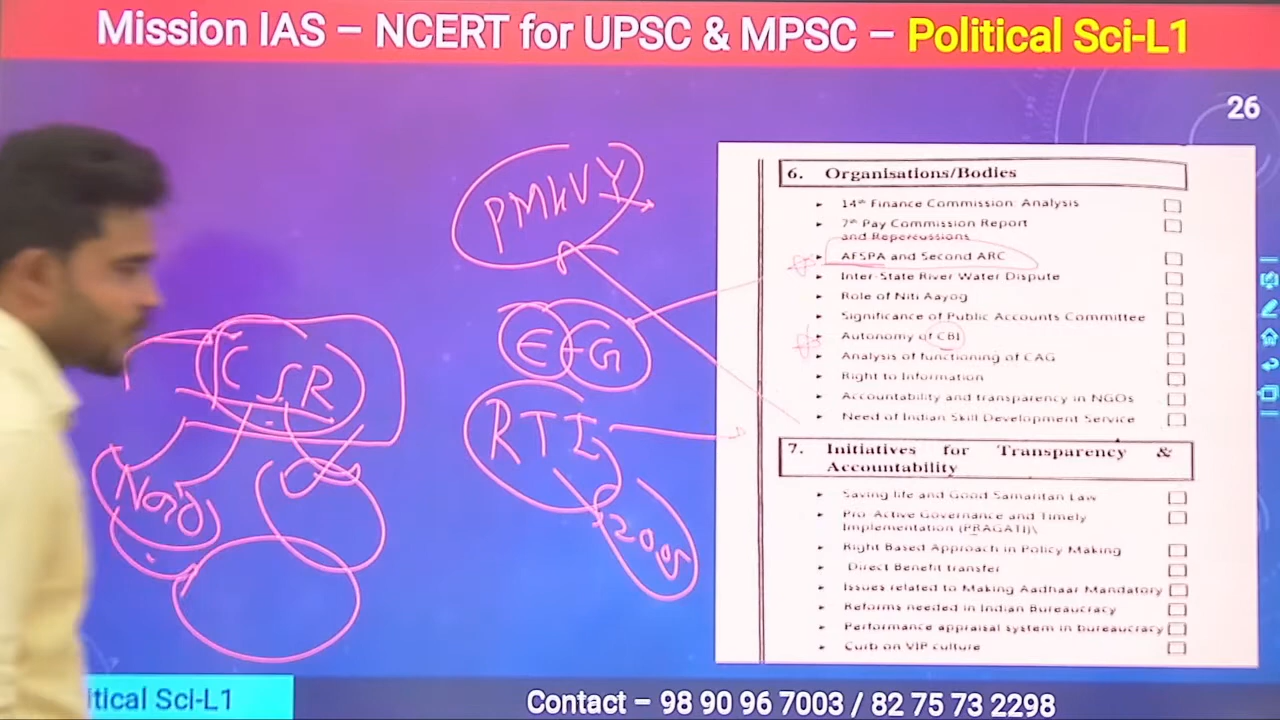 Mission IAS – NCERT for UPSC & MPSC – Political Sci-L1
26
PMKVY
E G
RTI
2005
CSR
NGO
6. Organisations/Bodies
14th Finance Commission: Analysis
7th Pay Commission Report
and Repercussions
AFSPA and Second ARC
Inter-State River Water Dispute
Role of Niti Aayog
Significance of Public Accounts Committee
Autonomy of CBI
Analysis of functioning of CAG
Right to Information
Accountability and transparency in NGOs
Need of Indian Skill Development Service
7. Initiatives for Transparency &
Accountability
Saving life and Good Samaritan Law
Pro-Active Governance and Timely
Implementation (PRAGATI)\
Right Based Approach in Policy Making
Direct Benefit transfer
Issues related to Making Aadhaar Mandatory
Reforms needed in Indian Bureaucracy
Performance appraisal system in bureaucracy
Curb on VIP culture
itical Sci-L1
Contact – 98 90 96 7003 / 82 75 73 2298